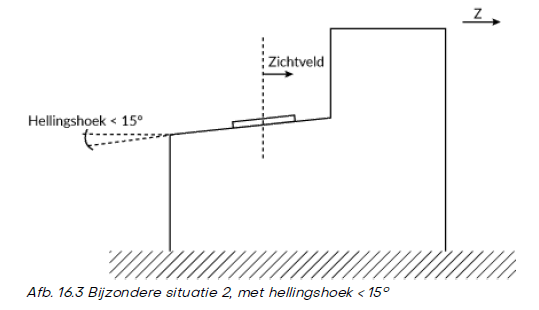 Z
Zichtveld
Hellingshoek < 15°
Afb. 16.3 Bijzondere situatie 2, met hellingshoek < 15°